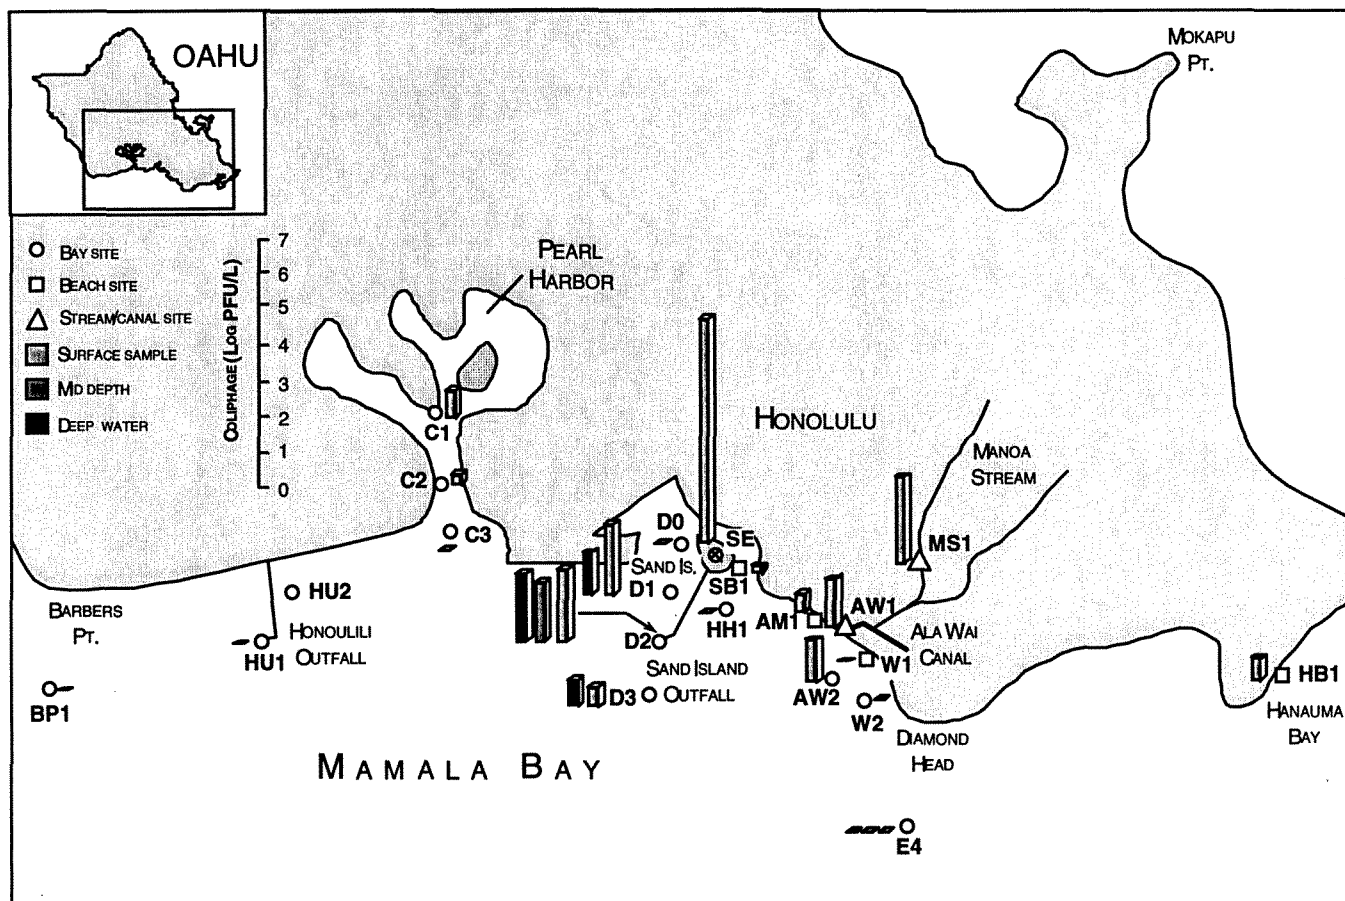 OAHU
MOKAPU
PT.
BAY SITE
BEACH SITE
STREAM/CANAL SITE
SURFACE SAMPLE
MID DEPTH
DEEP WATER
COLIPHAGE (LOG PFU/L)
7
6
5
4
3
2
1
0
PEARL
HARBOR
C1
C2
C3
HONOLULU
MANOA
STREAM
D0
SE
MS1
SAND IS.
D1
SB1
HH1
AM1
AW1
ALA WAI
CANAL
HU2
BARBERS
PT.
HONOULILI
OUTFALL
HU1
D2
SAND ISLAND
OUTFALL
D3
W1
AW2
W2
HB1
HANAUMA
BAY
BP1
DIAMOND
HEAD
MAMALA BAY
E4